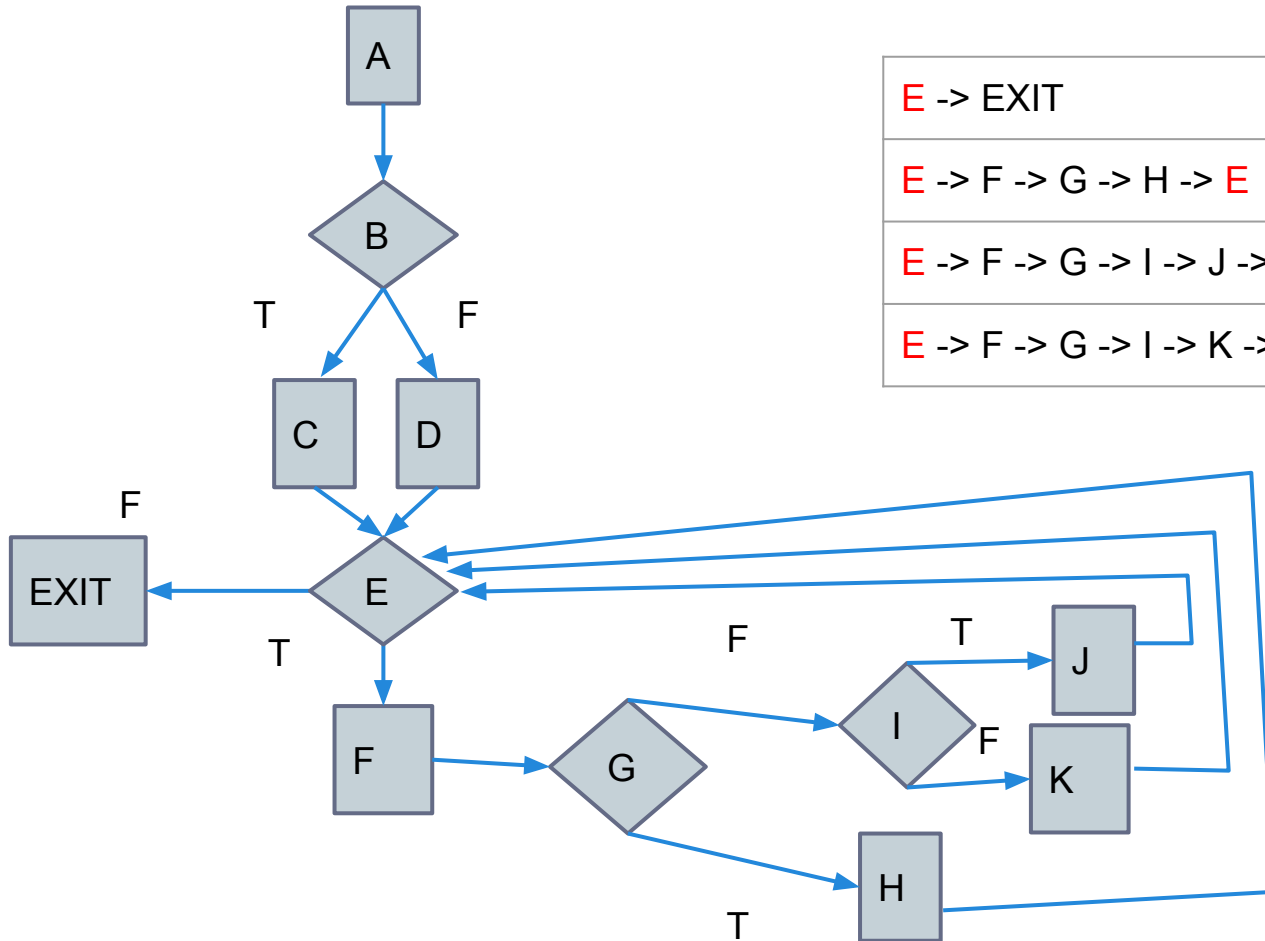 A
E -> EXIT
E -> F -> G -> H -> E
B
E -> F -> G -> I -> J ->
T
F
E -> F -> G -> I -> K ->
C
D
F
EXIT
E
T
F
T
J
I
F
F
G
K
H
T